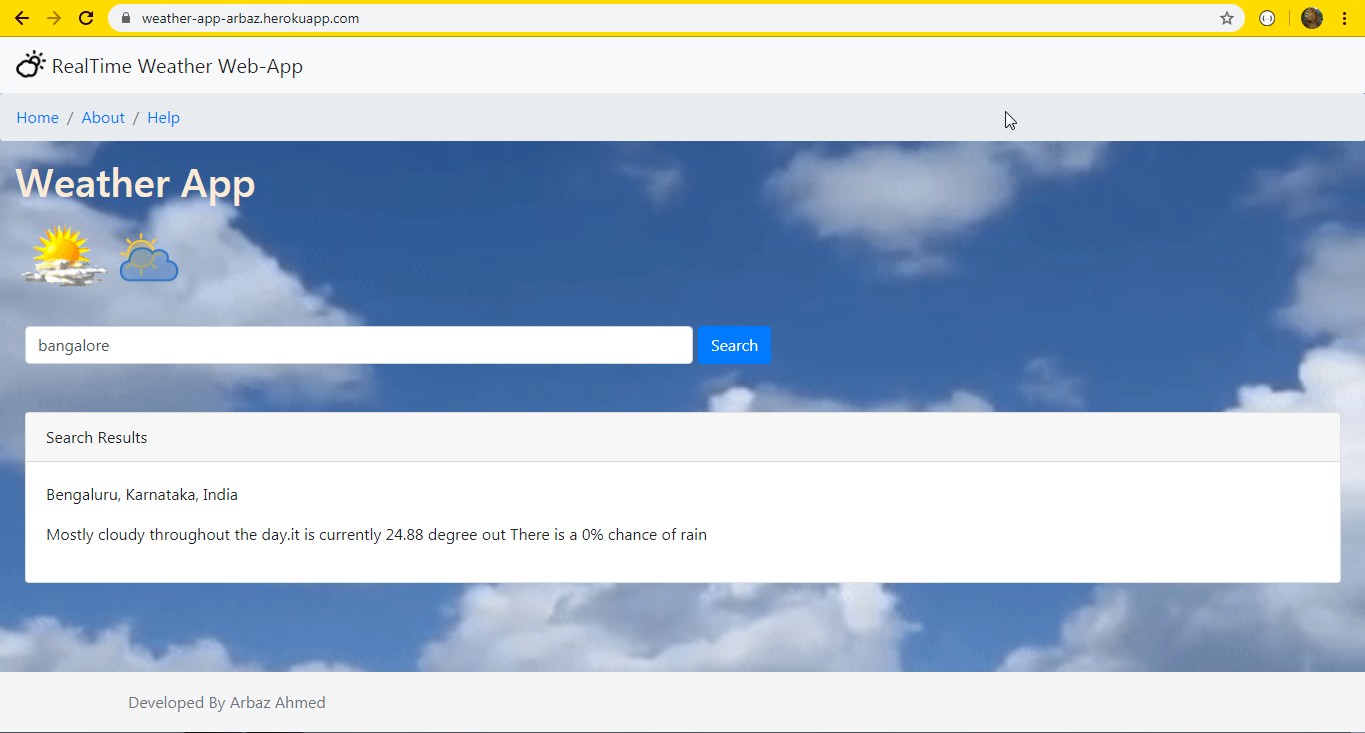 weather-app-arbaz.herokuapp.com
RealTime Weather Web-App
Home / About / Help
Weather App
bangalore Search
Search Results
Bengaluru, Karnataka, India
Mostly cloudy throughout the day.it is currently 24.88 degree out There is a 0% chance of rain
Developed By Arbaz Ahmed